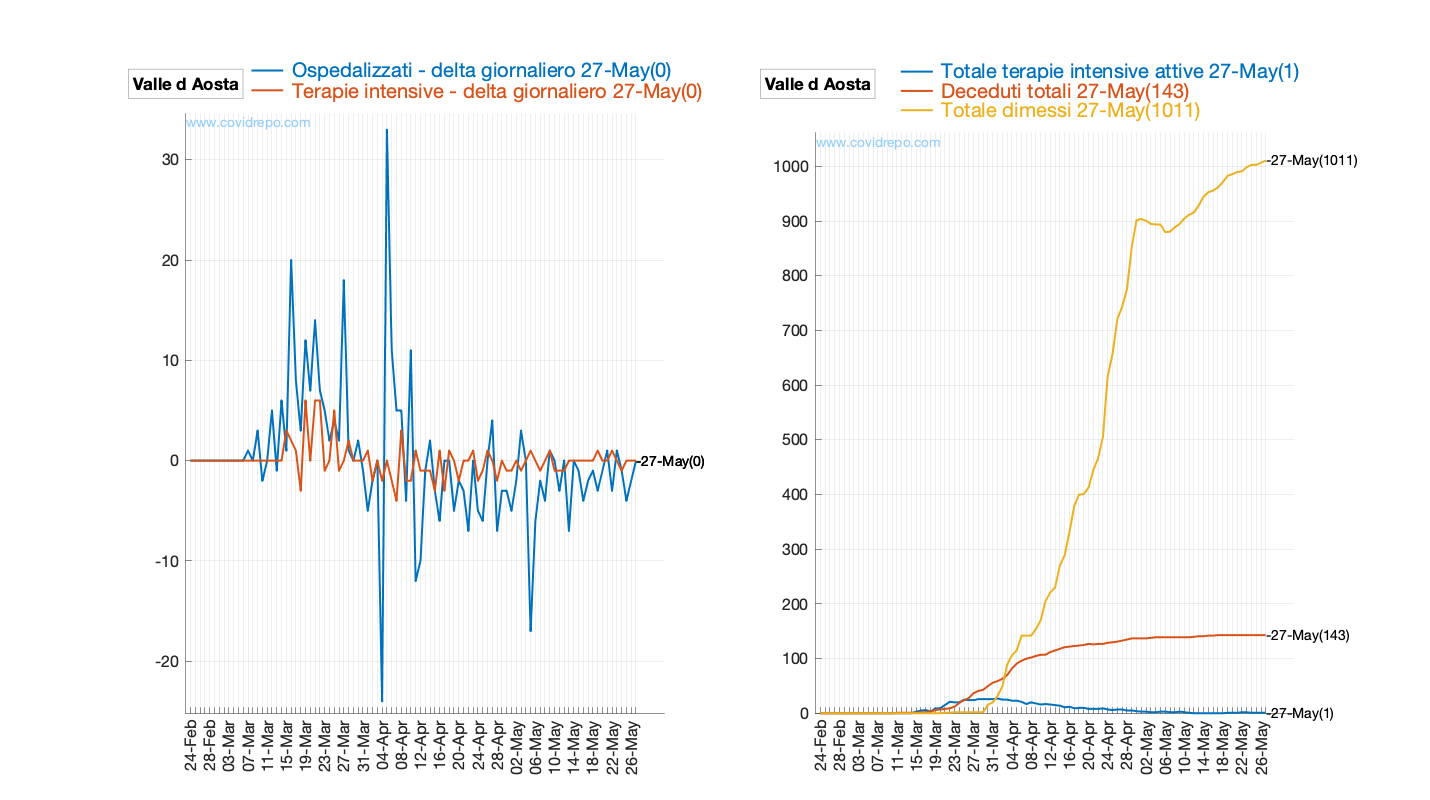 Valle d Aosta
Ospedalizzati - delta giornaliero 27-May(0)
Terapie intensive - delta giornaliero 27-May(0)
www.covidrepo.com
30
20
10
0
-10
-20
-27-May(0)
24-Feb
28-Feb
03-Mar
07-Mar
11-Mar
15-Mar
19-Mar
23-Mar
27-Mar
31-Mar
04-Apr
08-Apr
12-Apr
16-Apr
20-Apr
24-Apr
28-Apr
02-May
06-May
10-May
14-May
18-May
22-May
26-May
Valle d Aosta
Totale terapie intensive attive 27-May(1)
Deceduti totali 27-May(143)
Totale dimessi 27-May(1011)
www.covidrepo.com
1000
900
800
700
600
500
400
300
200
100
0
-27-May(1011)
-27-May(143)
-27-May(1)
24-Feb
28-Feb
03-Mar
07-Mar
11-Mar
15-Mar
19-Mar
23-Mar
27-Mar
31-Mar
04-Apr
08-Apr
12-Apr
16-Apr
20-Apr
24-Apr
28-Apr
02-May
06-May
10-May
14-May
18-May
22-May
26-May